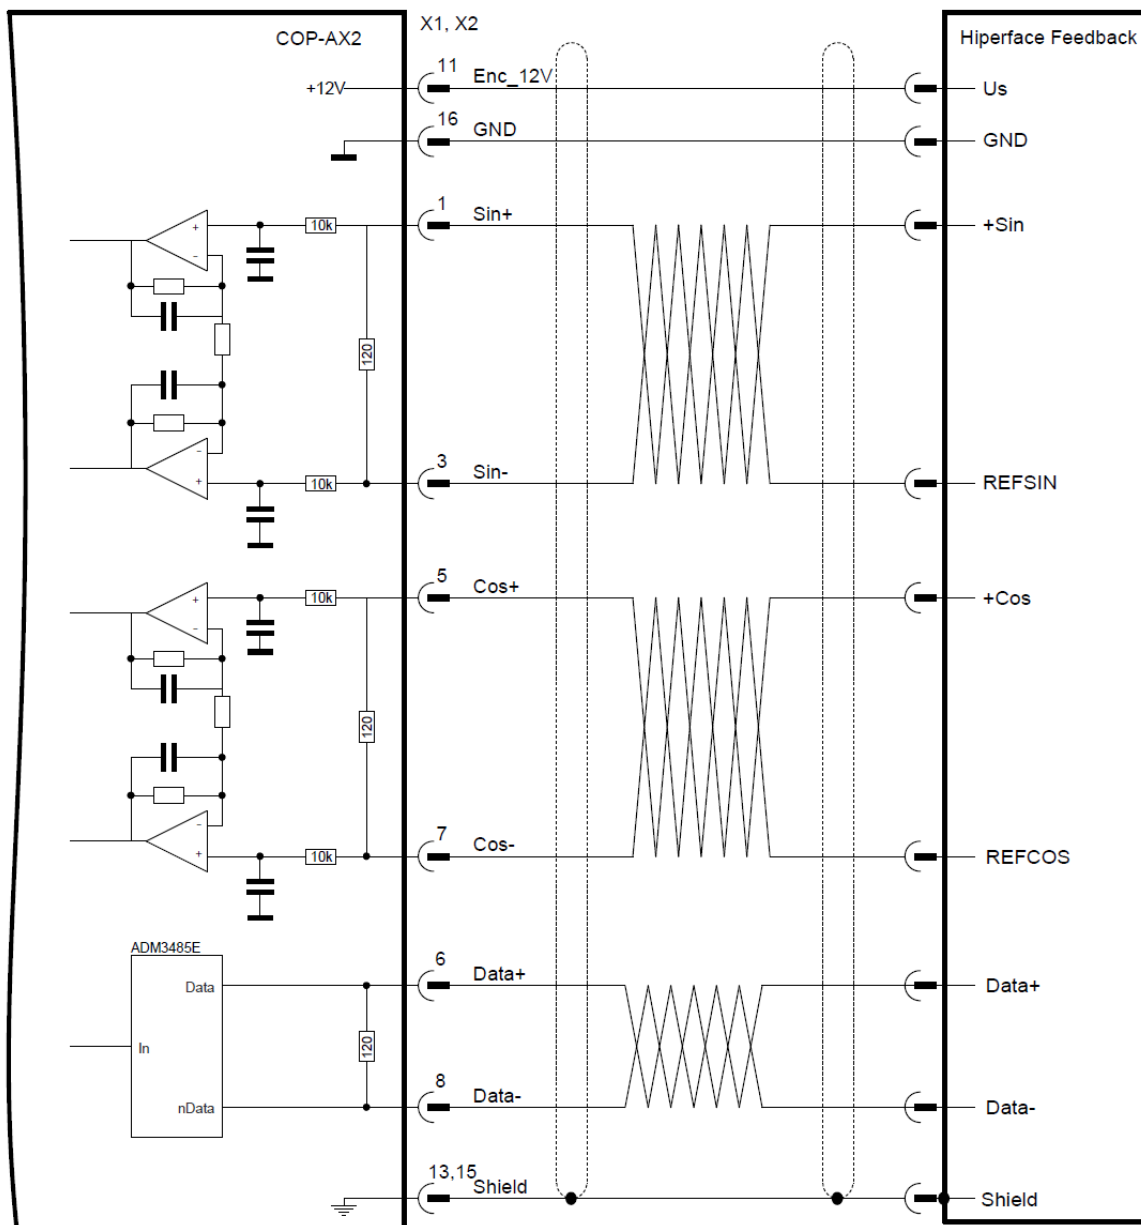 COP-AX2
X1, X2
Hiperface Feedback
+12V
11
Enc_12V
Us
16
GND
GND
+
-
10k
1
Sin+
+Sin
120
-
+
10k
3
Sin-
REFSIN
+
-
10k
5
Cos+
+Cos
120
-
+
10k
7
Cos-
REFCOS
ADM3485E
Data
6
Data+
Data+
In
120
nData
8
Data-
Data-
13,15
Shield
Shield